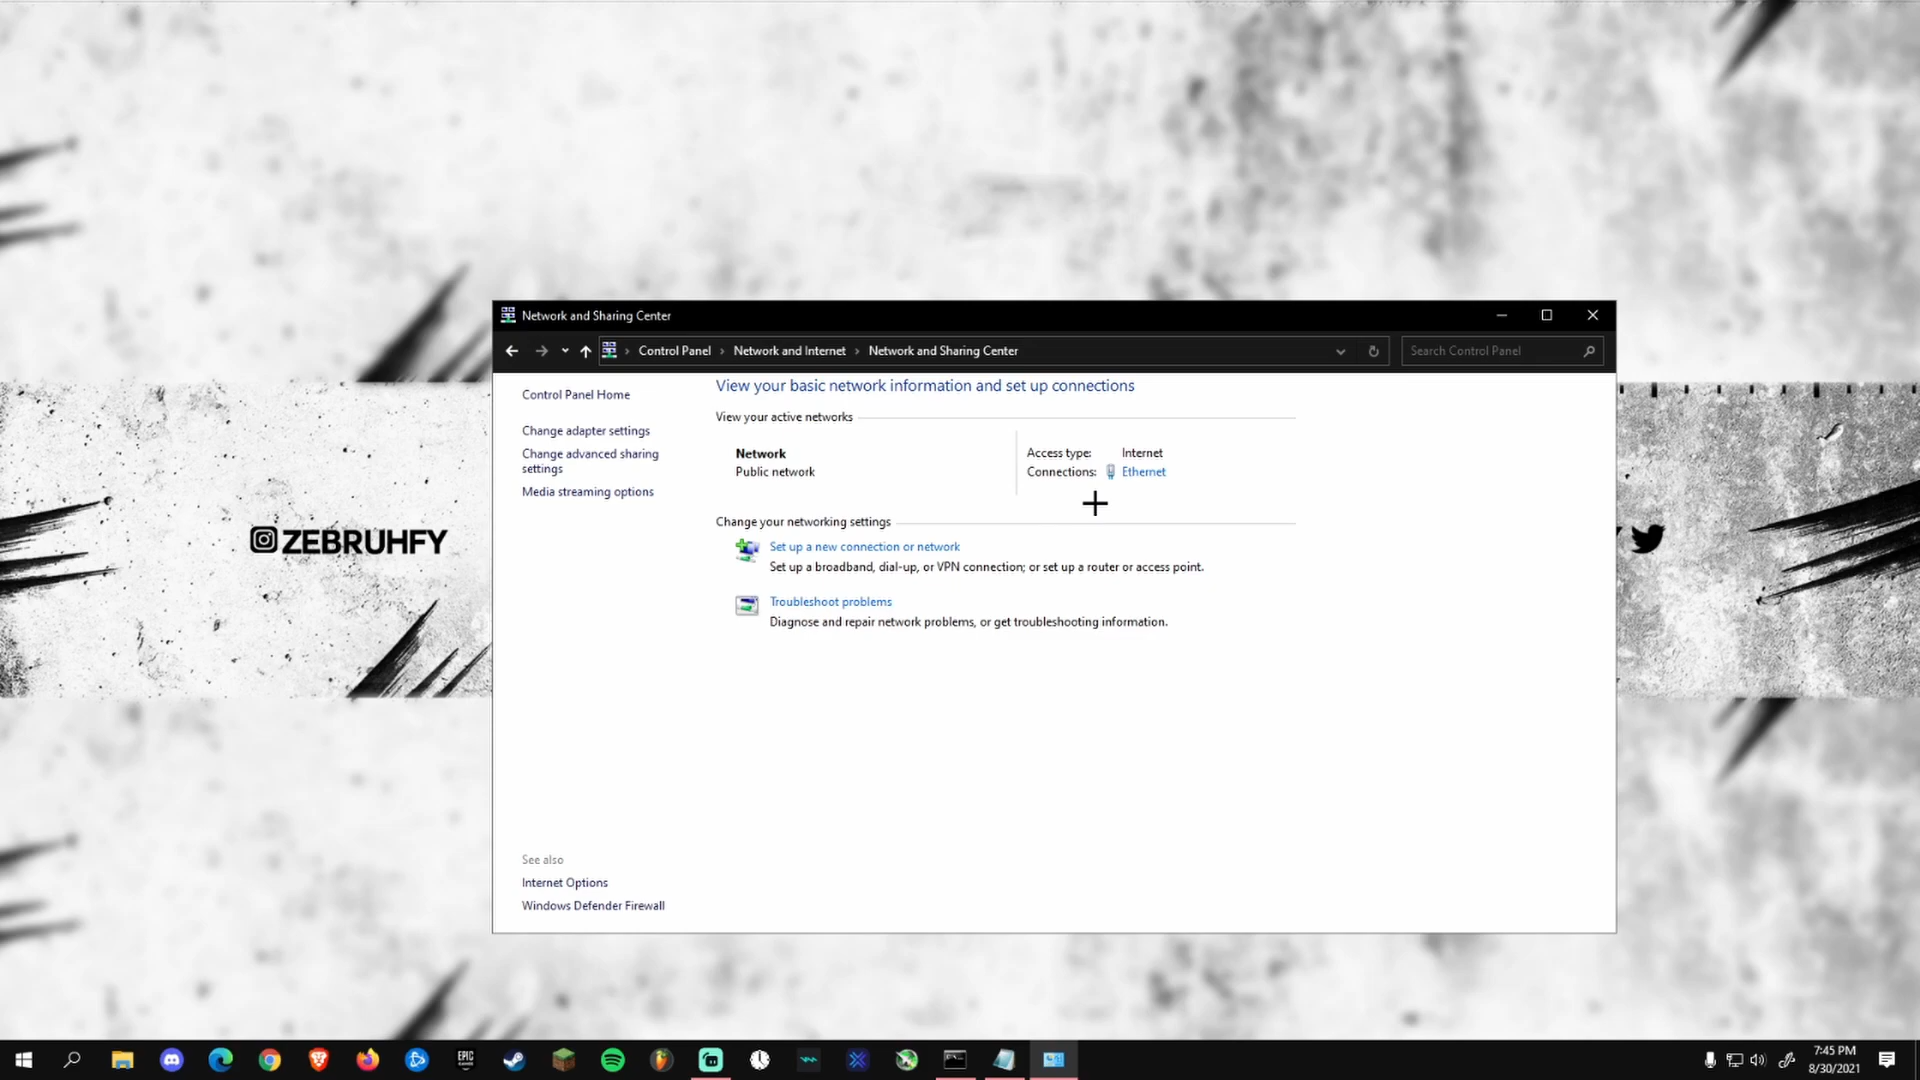 Network and Sharing Center
Control Panel › Network and Internet › Network and Sharing Center
Search Control Panel
Control Panel Home
Change adapter settings
Change advanced sharing
settings
Media streaming options
View your basic network information and set up connections
View your active networks
Network
Public network
Access type: Internet
Connections: Ethernet
Change your networking settings
Set up a new connection or network
Set up a broadband, dial-up, or VPN connection; or set up a router or access point.
Troubleshoot problems
Diagnose and repair network problems, or get troubleshooting information.
See also
Internet Options
Windows Defender Firewall
ZEBRUHFY
EPIC
7:45 PM
8/30/2021